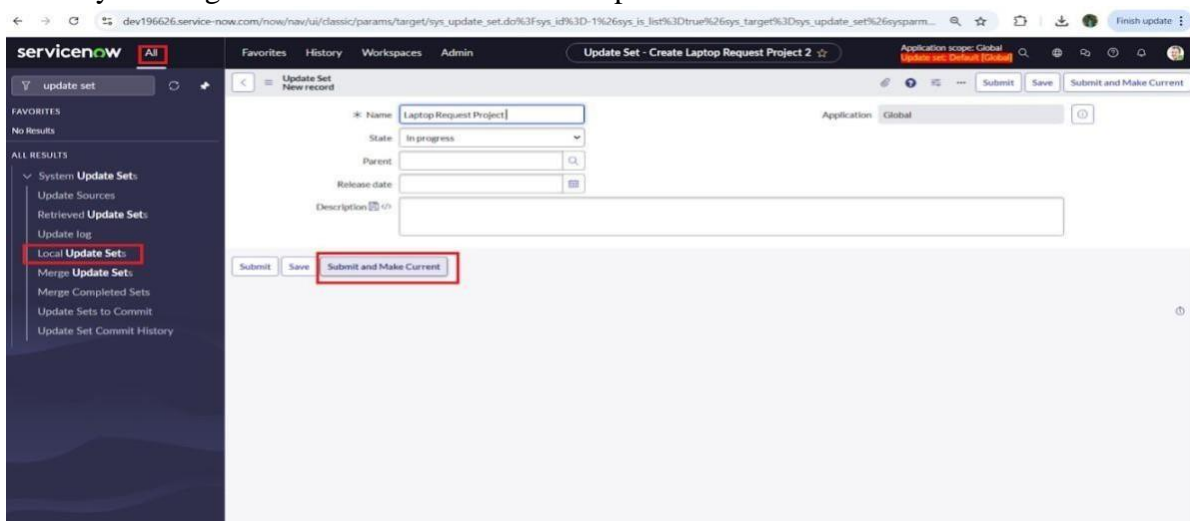 dev196626.service-now.com/now/nav/ui/classic/params/target/sys_update_set.do%3Fsys_id%3D-1%26sys_is_list%3Dtrue%26sys_target%3Dsys_update_set%26sysparm...
Finish update
servicenow All Favorites History Workspaces Admin Update Set - Create Laptop Request Project 2 ☆ Application scope: Global
Update set: Default [Global]
update set
Update Set
New record
Submit Save Submit and Make Current
FAVORITES
No Results
ALL RESULTS
System Update Sets
Update Sources
Retrieved Update Sets
Update log
Local Update Sets
Merge Update Sets
Merge Completed Sets
Update Sets to Commit
Update Set Commit History
* Name Laptop Request Project
Application Global
State In progress
Parent
Release date
Description
Submit Save Submit and Make Current